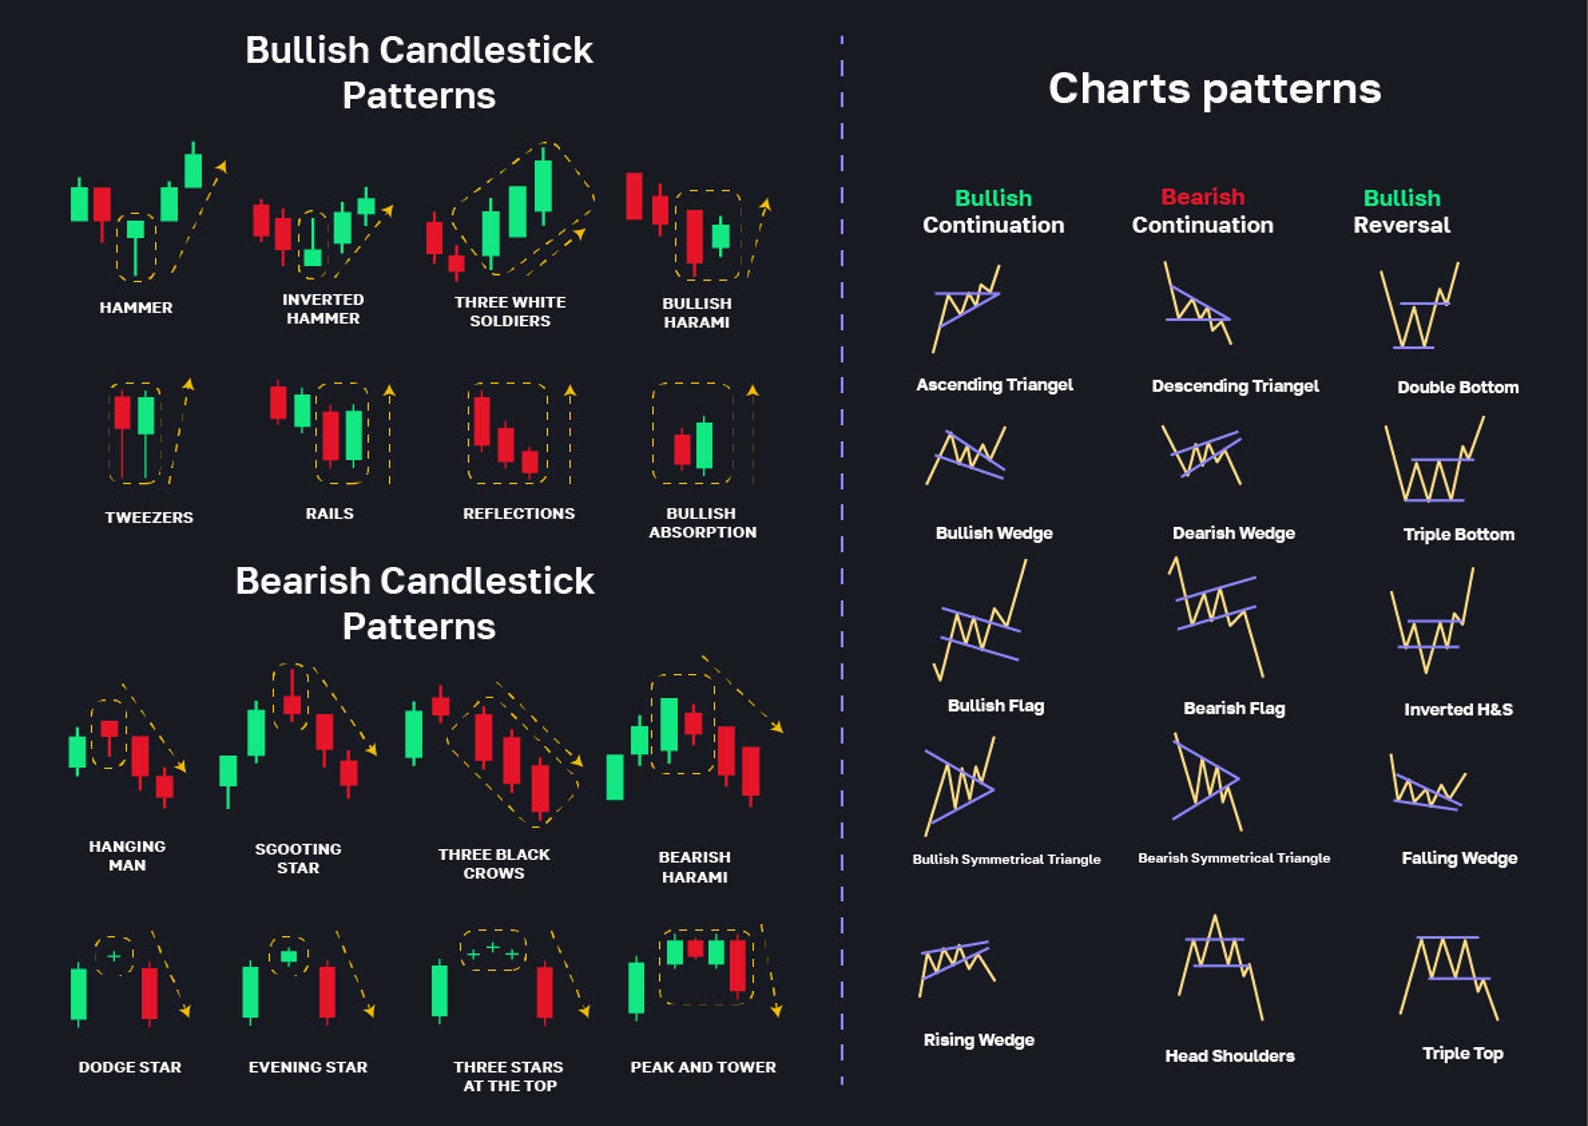 Bullish Candlestick
Patterns
HAMMER
INVERTED
HAMMER
THREE WHITE
SOLDIERS
BULLISH
HARAMI
TWEEZERS
RAILS
REFLECTIONS
BULLISH
ABSORPTION
Bearish Candlestick
Patterns
HANGING
MAN
SGOOTING
STAR
THREE BLACK
CROWS
BEARISH
HARAMI
DODGE STAR
EVENING STAR
THREE STARS
AT THE TOP
PEAK AND TOWER
Charts patterns
Bullish
Continuation
Bearish
Continuation
Bullish
Reversal
Ascending Triangel
Descending Triangel
Double Bottom
Bullish Wedge
Dearish Wedge
Triple Bottom
Bullish Flag
Bearish Flag
Inverted H&S
Bullish Symmetrical Triangle
Bearish Symmetrical Triangle
Falling Wedge
Rising Wedge
Head Shoulders
Triple Top